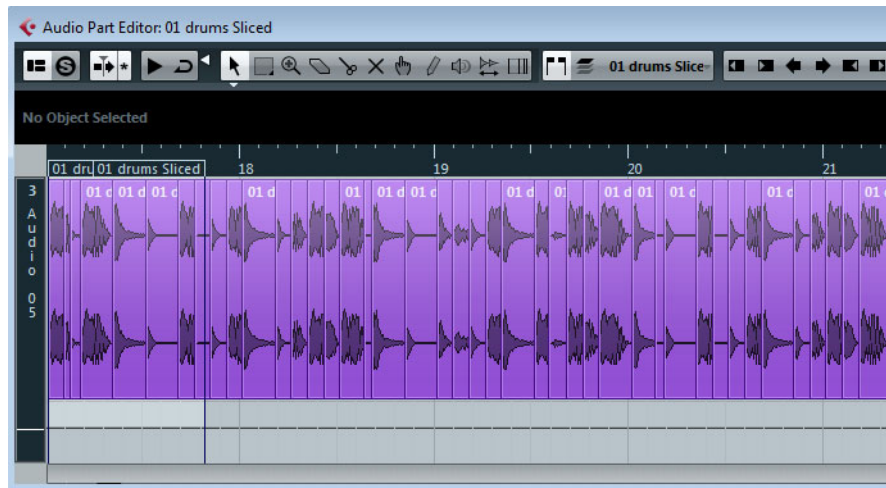 Audio Part Editor: 01 drums Sliced
01 drums Slice
No Object Selected
01 dru 01 drums Sliced 18 19 20 21
3 01 d 01 d 01 d 01 d 01 01 d 01 d 01 d 01 01 d 01 01 d 01 d 01
Audio 05